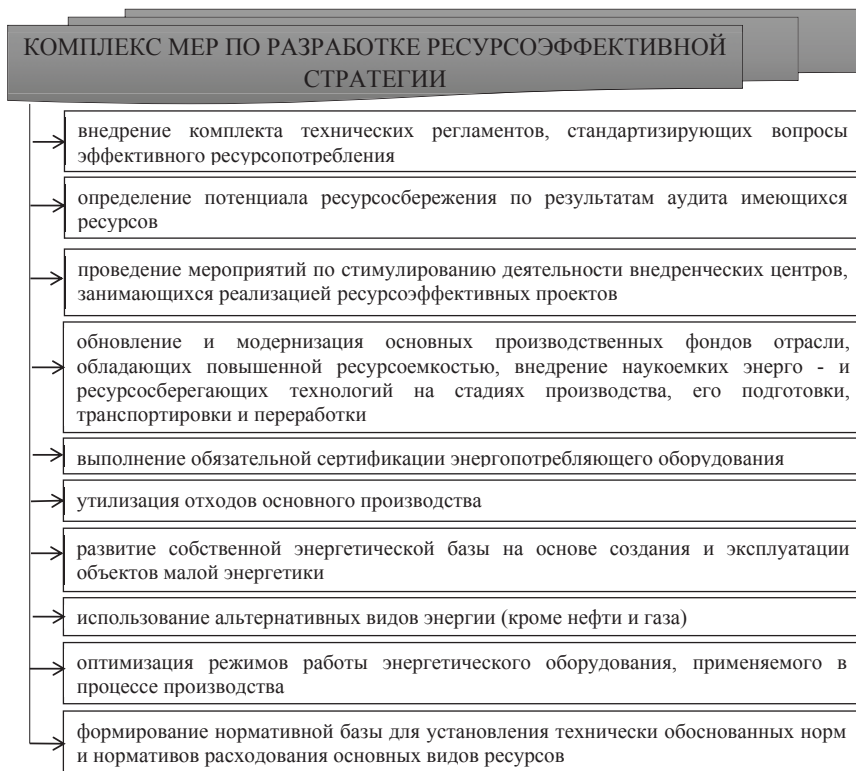 КОМПЛЕКС МЕР ПО РАЗРАБОТКЕ РЕСУРСОЭФФЕКТИВНОЙ
СТРАТЕГИИ
внедрение комплекта технических регламентов, стандартизирующих вопросы
эффективного ресурсопотребления
определение потенциала ресурсосбережения по результатам аудита имеющихся
ресурсов
проведение мероприятий по стимулированию деятельности внедренческих центров,
занимающихся реализацией ресурсоэффективных проектов
обновление и модернизация основных производственных фондов отрасли,
обладающих повышенной ресурсоемкостью, внедрение наукоемких энерго - и
ресурсосберегающих технологий на стадиях производства, его подготовки,
транспортировки и переработки
выполнение обязательной сертификации энергопотребляющего оборудования
утилизация отходов основного производства
развитие собственной энергетической базы на основе создания и эксплуатации
объектов малой энергетики
использование альтернативных видов энергии (кроме нефти и газа)
оптимизация режимов работы энергетического оборудования, применяемого в
процессе производства
формирование нормативной базы для установления технически обоснованных норм
и нормативов расходования основных видов ресурсов